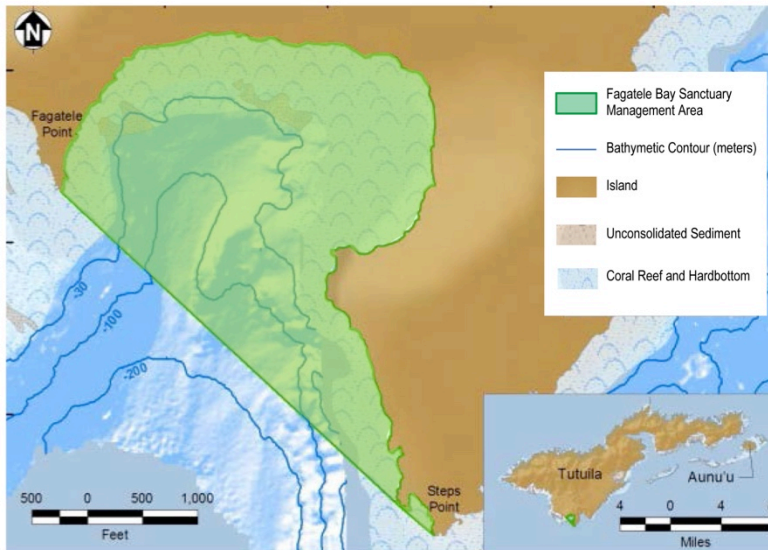 N
Fagatele
Point
Fagatele Bay Sanctuary
Management Area
Bathymetic Contour (meters)
Island
Unconsolidated Sediment
Coral Reef and Hardbottom
-30
-100
-200
Steps
Point
500 0 500 1,000
Feet
Tutuila
Aunu'u
4 0 4 8
Miles